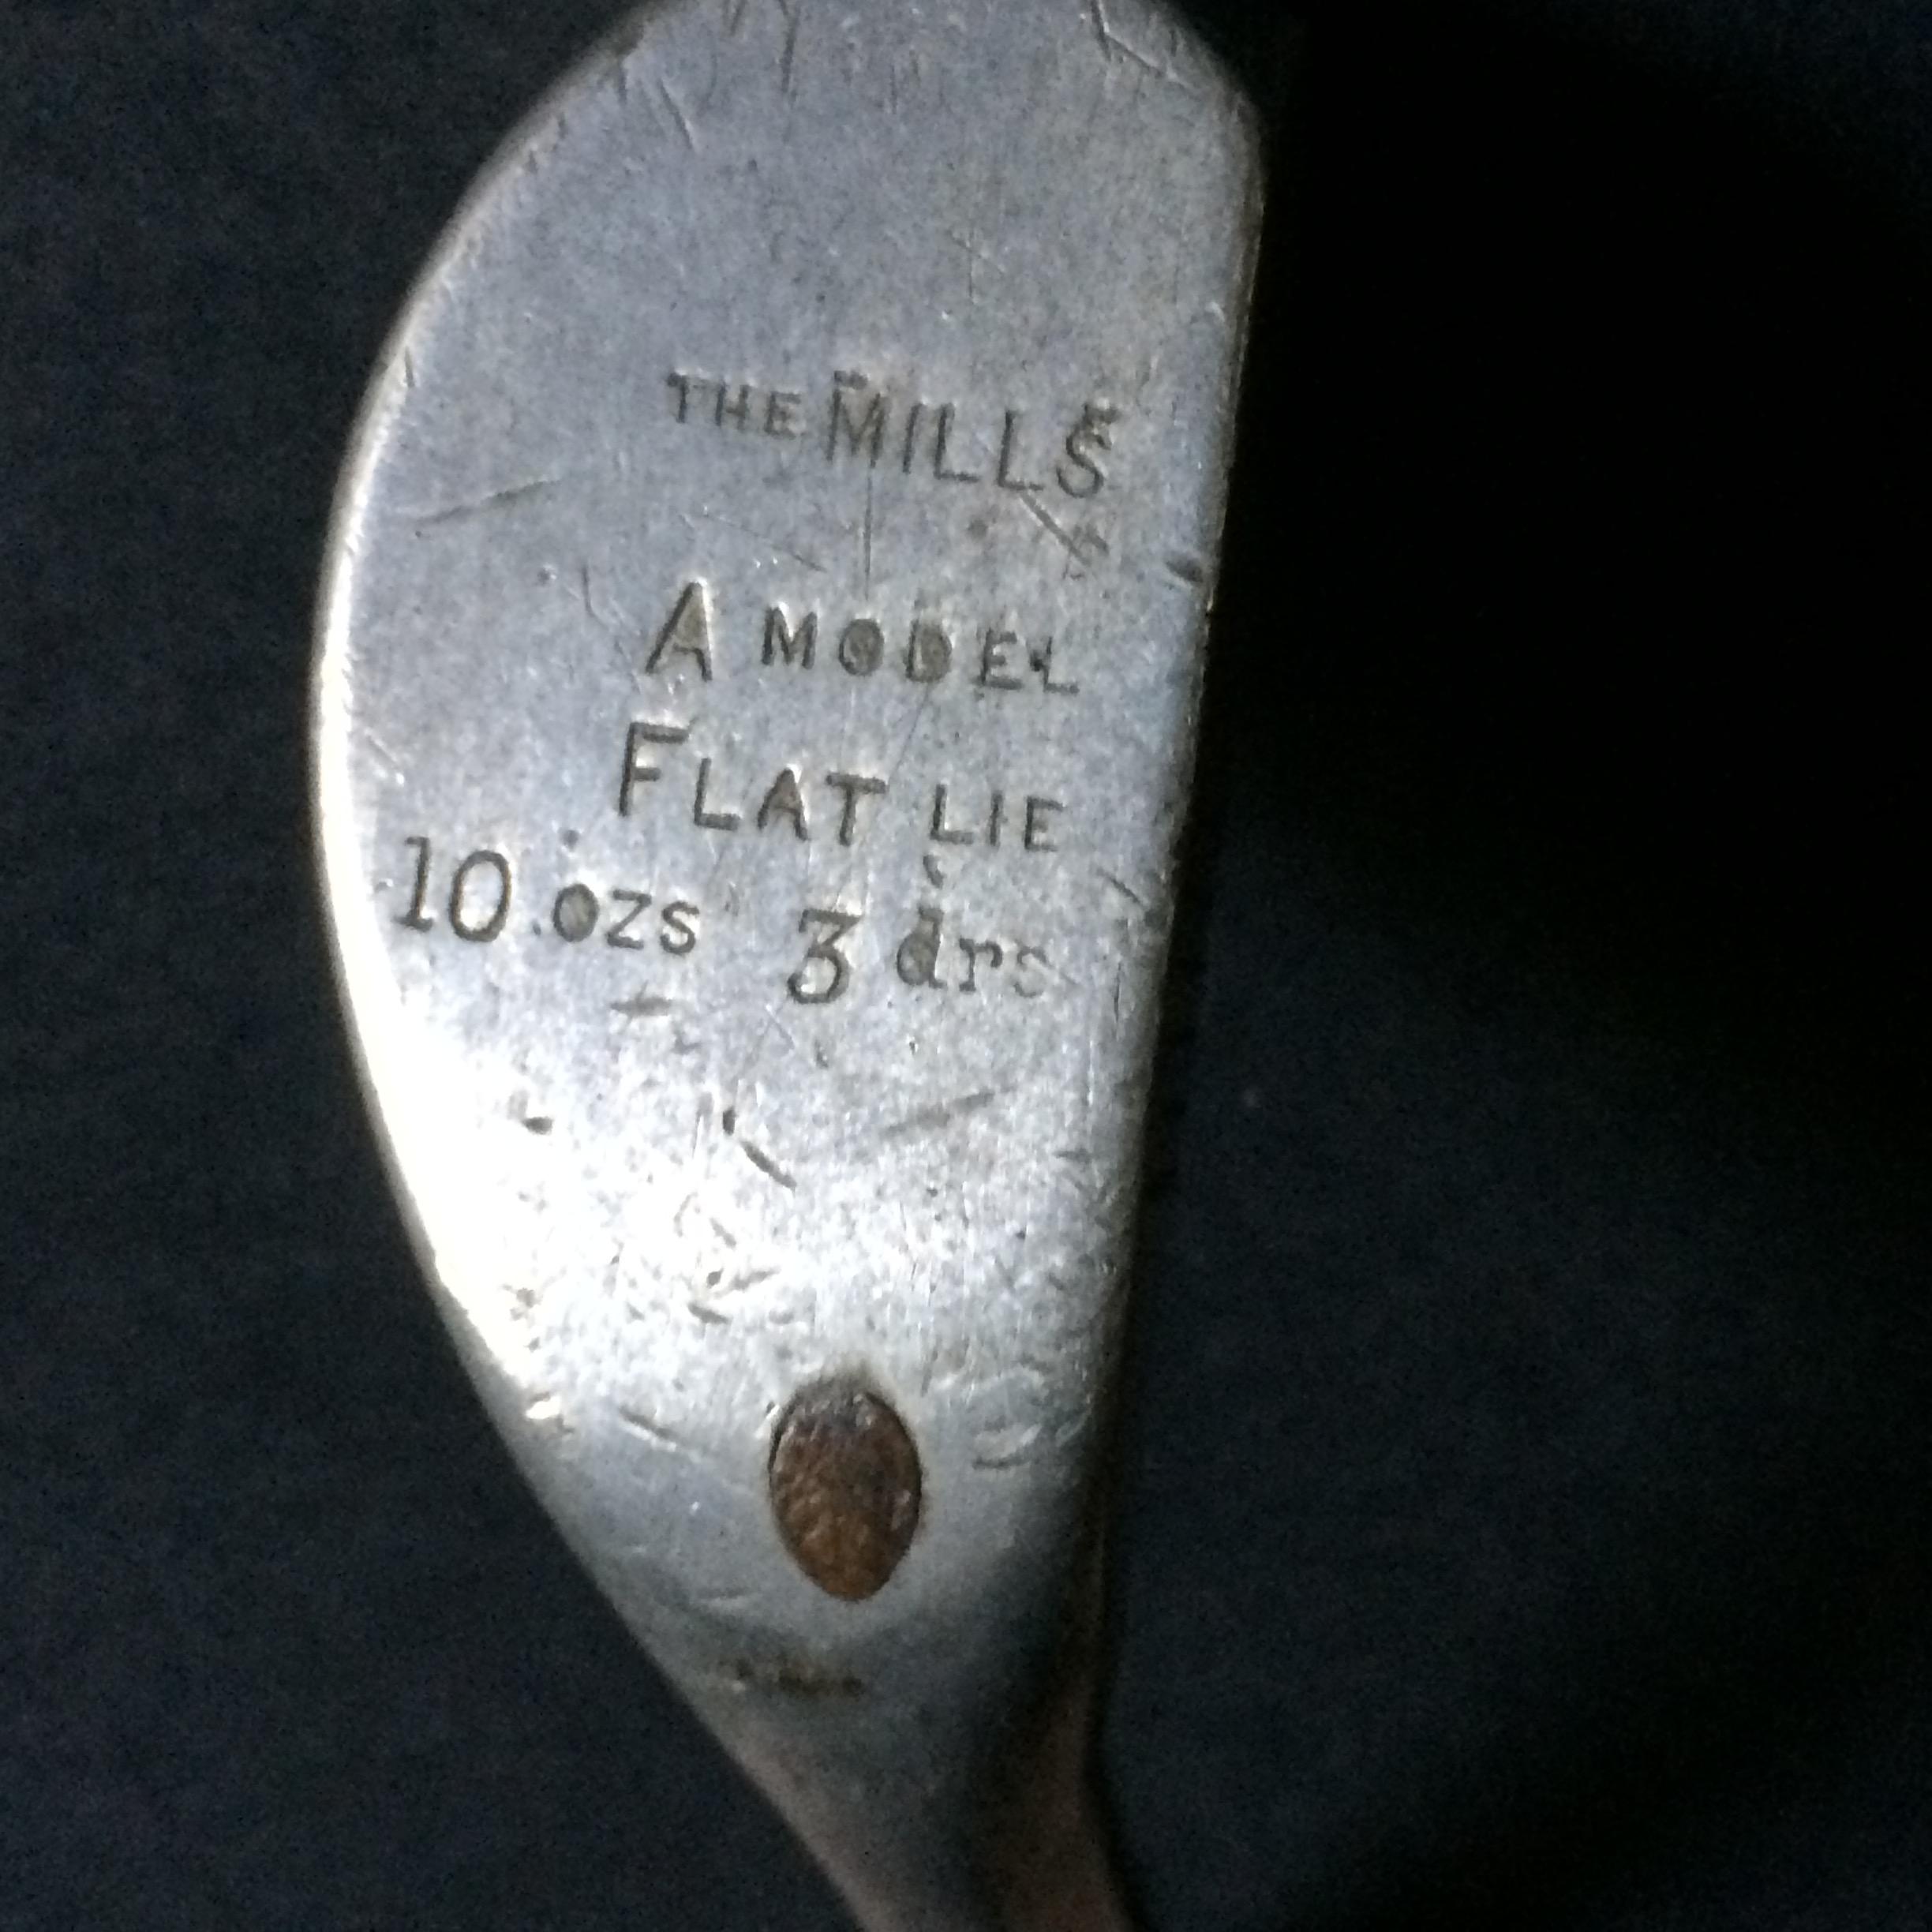 THE MILLS
A MODEL
FLAT LIE
10 ozs 3 drs